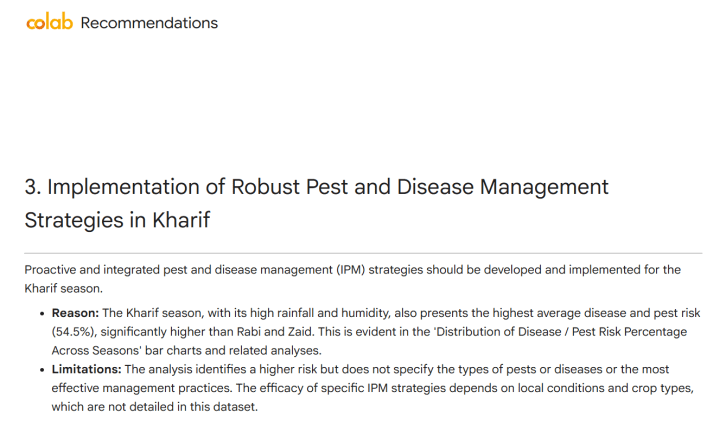 colab Recommendations
3. Implementation of Robust Pest and Disease Management
Strategies in Kharif
Proactive and integrated pest and disease management (IPM) strategies should be developed and implemented for the
Kharif season.
• Reason: The Kharif season, with its high rainfall and humidity, also presents the highest average disease and pest risk
(54.5%), significantly higher than Rabi and Zaid. This is evident in the 'Distribution of Disease / Pest Risk Percentage
Across Seasons' bar charts and related analyses.
• Limitations: The analysis identifies a higher risk but does not specify the types of pests or diseases or the most
effective management practices. The efficacy of specific IPM strategies depends on local conditions and crop types,
which are not detailed in this dataset.